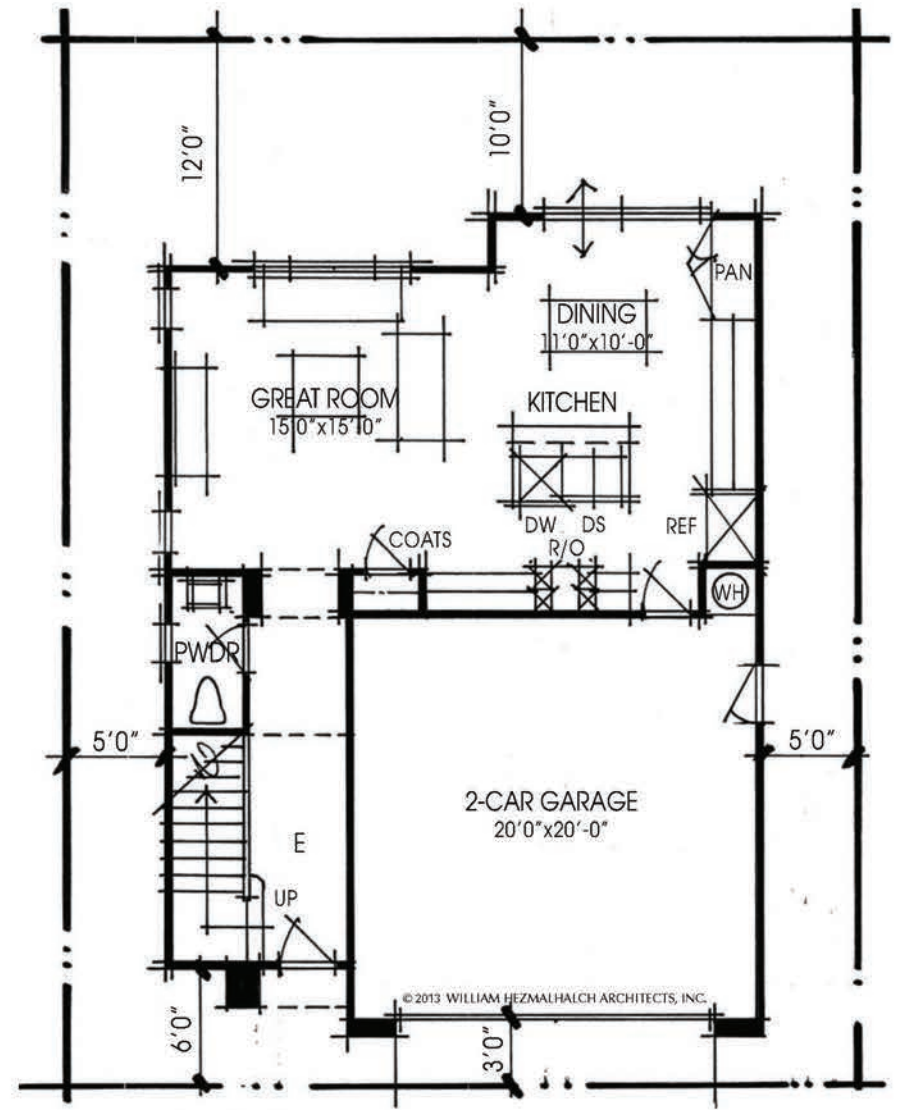 12'0"
10'0"
PAN
DINING
11'0"x10'-0"
GREAT ROOM
15'0"x15'-0"
KITCHEN
DW DS
REF
R/O
COATS
WH
PWDR
5'0"
5'0"
2-CAR GARAGE
20'0"x20'-0"
E
UP
© 2013 WILLIAM HEZMALHALCH ARCHITECTS, INC.
6'0"
3'0"